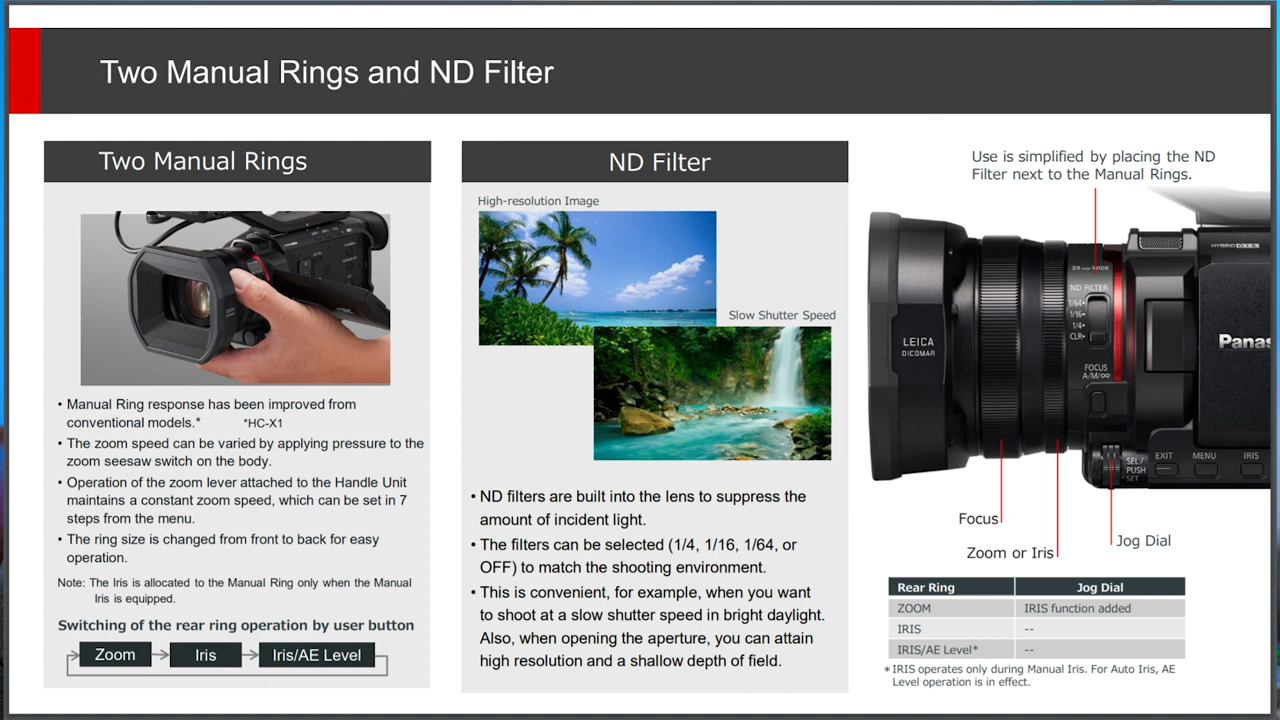 Two Manual Rings and ND Filter
Two Manual Rings
• Manual Ring response has been improved from
conventional models.* *HC-X1
• The zoom speed can be varied by applying pressure to the
zoom seesaw switch on the body.
• Operation of the zoom lever attached to the Handle Unit
maintains a constant zoom speed, which can be set in 7
steps from the menu.
• The ring size is changed from front to back for easy
operation.
Note: The Iris is allocated to the Manual Ring only when the Manual
Iris is equipped.
Switching of the rear ring operation by user button
Zoom Iris Iris/AE Level
ND Filter
High-resolution Image
Slow Shutter Speed
• ND filters are built into the lens to suppress the
amount of incident light.
• The filters can be selected (1/4, 1/16, 1/64, or
OFF) to match the shooting environment.
• This is convenient, for example, when you want
to shoot at a slow shutter speed in bright daylight.
Also, when opening the aperture, you can attain
high resolution and a shallow depth of field.
Use is simplified by placing the ND
Filter next to the Manual Rings.
HYBRID O.I.S.
25mm WIDE
ND FILTER
1/64
1/16
1/4
CLR
LEICA
DICOMAR
Panas
FOCUS
A/M/∞
SEL/
PUSH
SET
EXIT MENU IRIS
Focus
Zoom or Iris
Jog Dial
Rear Ring Jog Dial
ZOOM IRIS function added
IRIS --
IRIS/AE Level* --
* IRIS operates only during Manual Iris. For Auto Iris, AE
Level operation is in effect.